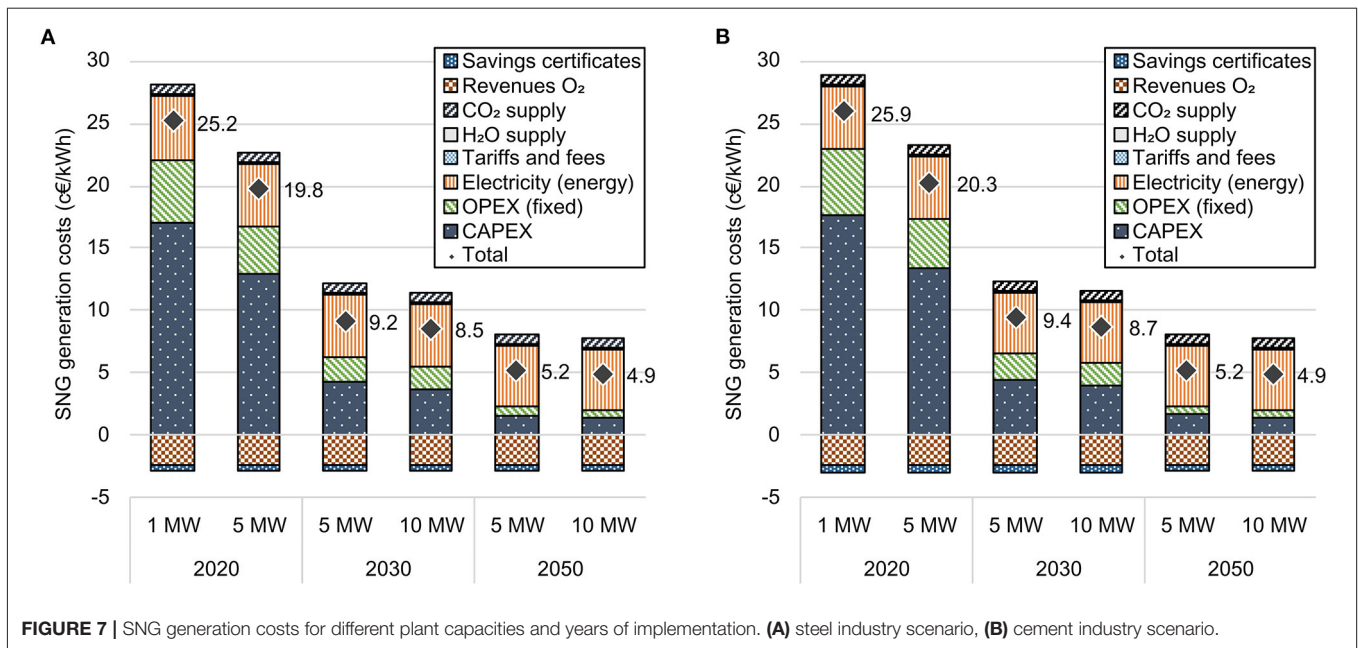 A
SNG generation costs (c€/kWh)
30
25
20
15
10
5
0
-5
Savings certificates
Revenues O₂
CO₂ supply
H₂O supply
Tariffs and fees
Electricity (energy)
OPEX (fixed)
CAPEX
Total
25.2
19.8
9.2
8.5
5.2
4.9
1 MW 5 MW 5 MW 10 MW 5 MW 10 MW
2020 2030 2050
B
SNG generation costs (c€/kWh)
30
25
20
15
10
5
0
-5
Savings certificates
Revenues O₂
CO₂ supply
H₂O supply
Tariffs and fees
Electricity (energy)
OPEX (fixed)
CAPEX
Total
25.9
20.3
9.4
8.7
5.2
4.9
1 MW 5 MW 5 MW 10 MW 5 MW 10 MW
2020 2030 2050
FIGURE 7 | SNG generation costs for different plant capacities and years of implementation. (A) steel industry scenario, (B) cement industry scenario.